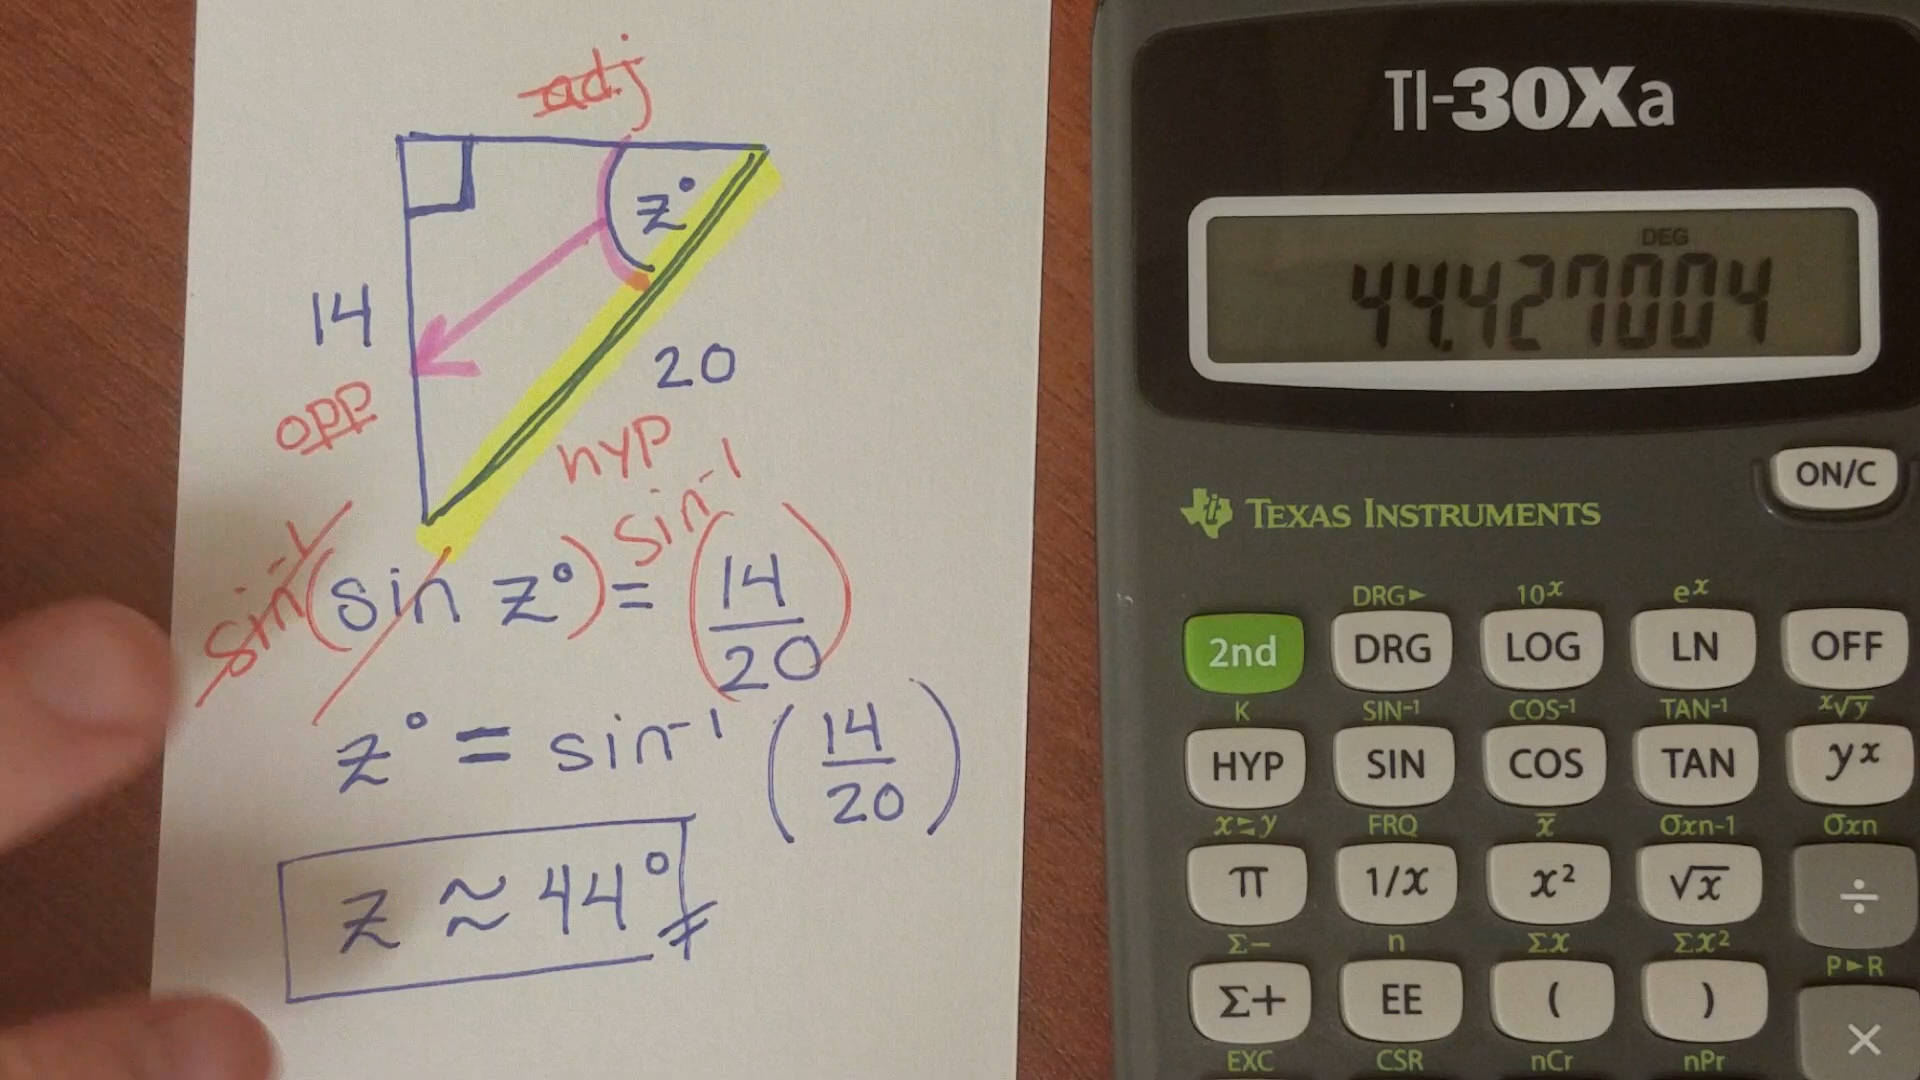 adj
z°
14
20
opp
hyp
sin⁻¹(sin z°) = sin⁻¹(14/20)
z° = sin⁻¹(14/20)
z ≈ 44°
TI-30Xa
DEG
44.427004
ON/C
TEXAS INSTRUMENTS
DRG► 10ˣ eˣ
2nd DRG LOG LN OFF
K SIN⁻¹ COS⁻¹ TAN⁻¹ ˣ√y
HYP SIN COS TAN yˣ
x⇄y FRQ x̄ σxn-1 σxn
π 1/x x² √x ÷
Σ− n Σx Σx² P►R
Σ+ EE ( ) ×
EXC CSR nCr nPr